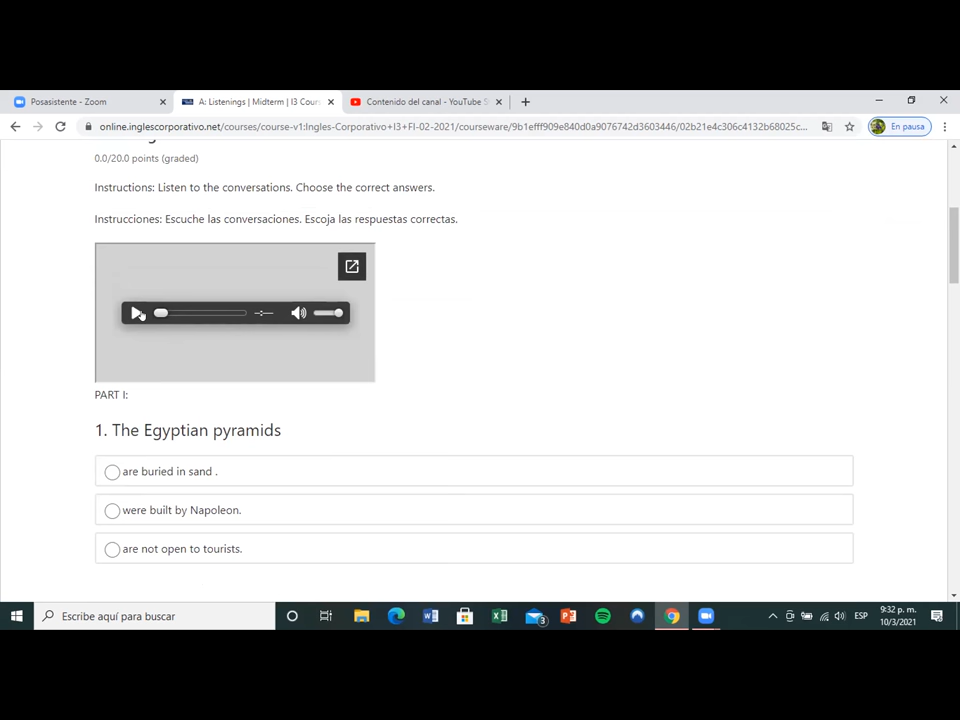 Posasistente - Zoom
A: Listenings | Midterm | I3 Cour
Contenido del canal - YouTube S
online.inglescorporativo.net/courses/course-v1:Ingles-Corporativo+I3+FI-02-2021/courseware/9b1efff909e840d0a9076742d3603446/02b21e4c306c4132b68025c...
En pausa
0.0/20.0 points (graded)
Instructions: Listen to the conversations. Choose the correct answers.
Instrucciones: Escuche las conversaciones. Escoja las respuestas correctas.
PART I:
1. The Egyptian pyramids
are buried in sand .
were built by Napoleon.
are not open to tourists.
Escribe aquí para buscar
3
ESP
9:32 p. m.
10/3/2021